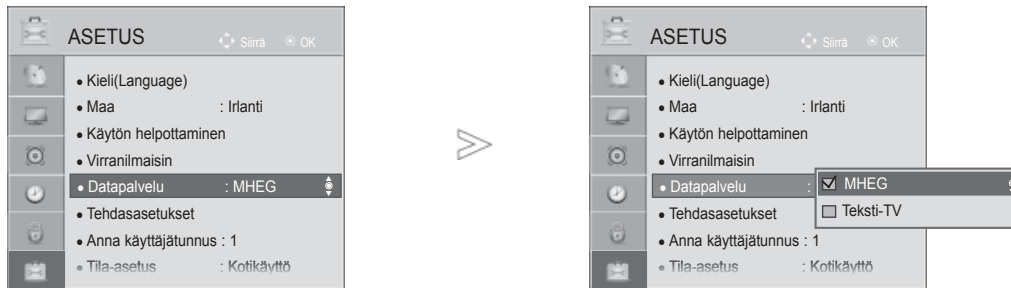 ASETUS Siirrä OK
● Kieli(Language)
● Maa : Irlanti
● Käytön helpottaminen
● Virranilmaisin
● Datapalvelu : MHEG
● Tehdasasetukset
● Anna käyttäjätunnus : 1
● Tila-asetus : Kotikäyttö
ASETUS Siirrä OK
● Kieli(Language)
● Maa : Irlanti
● Käytön helpottaminen
● Virranilmaisin
● Datapalvelu :
MHEG
Teksti-TV
● Tehdasasetukset
● Anna käyttäjätunnus : 1
● Tila-asetus : Kotikäyttö